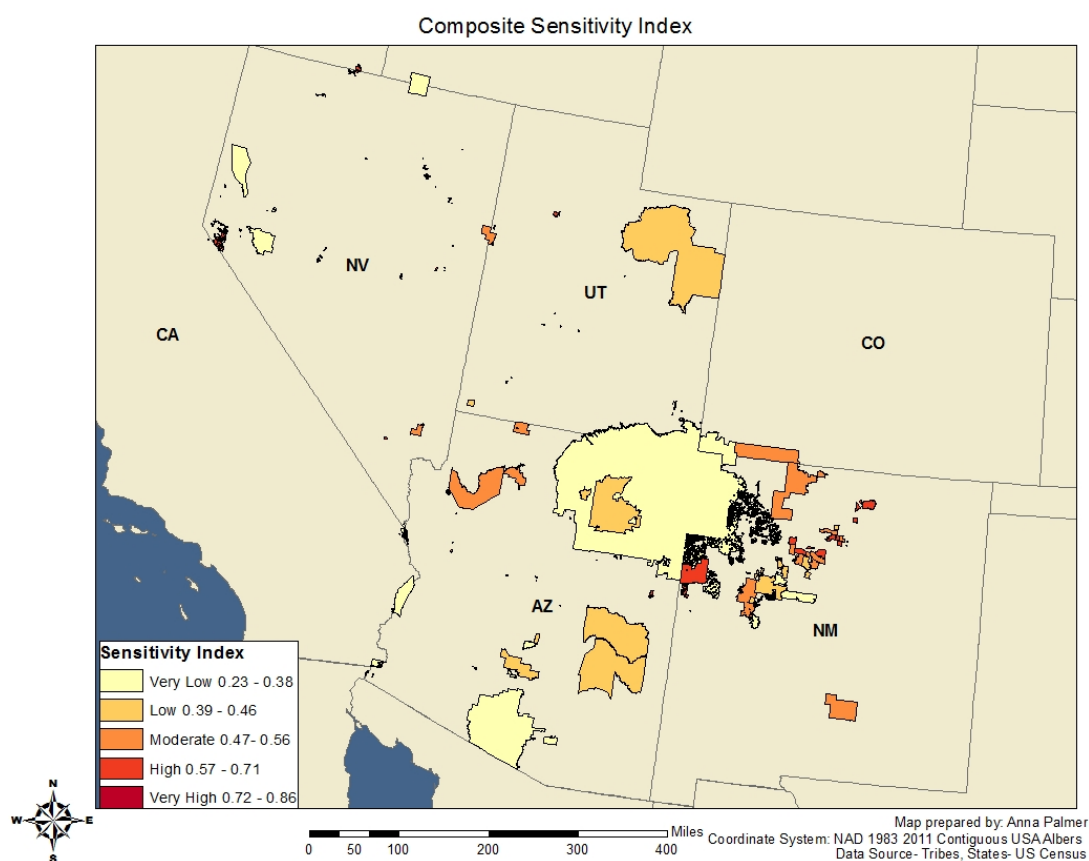 Composite Sensitivity Index
NV
UT
CA
CO
AZ
NM
Sensitivity Index
Very Low 0.23 - 0.38
Low 0.39 - 0.46
Moderate 0.47- 0.56
High 0.57 - 0.71
Very High 0.72 - 0.86
N
W E
S
Miles
0 50 100 200 300 400
Map prepared by: Anna Palmer
Coordinate System: NAD 1983 2011 Contiguous USA Albers
Data Source- Tribes, States- US Census